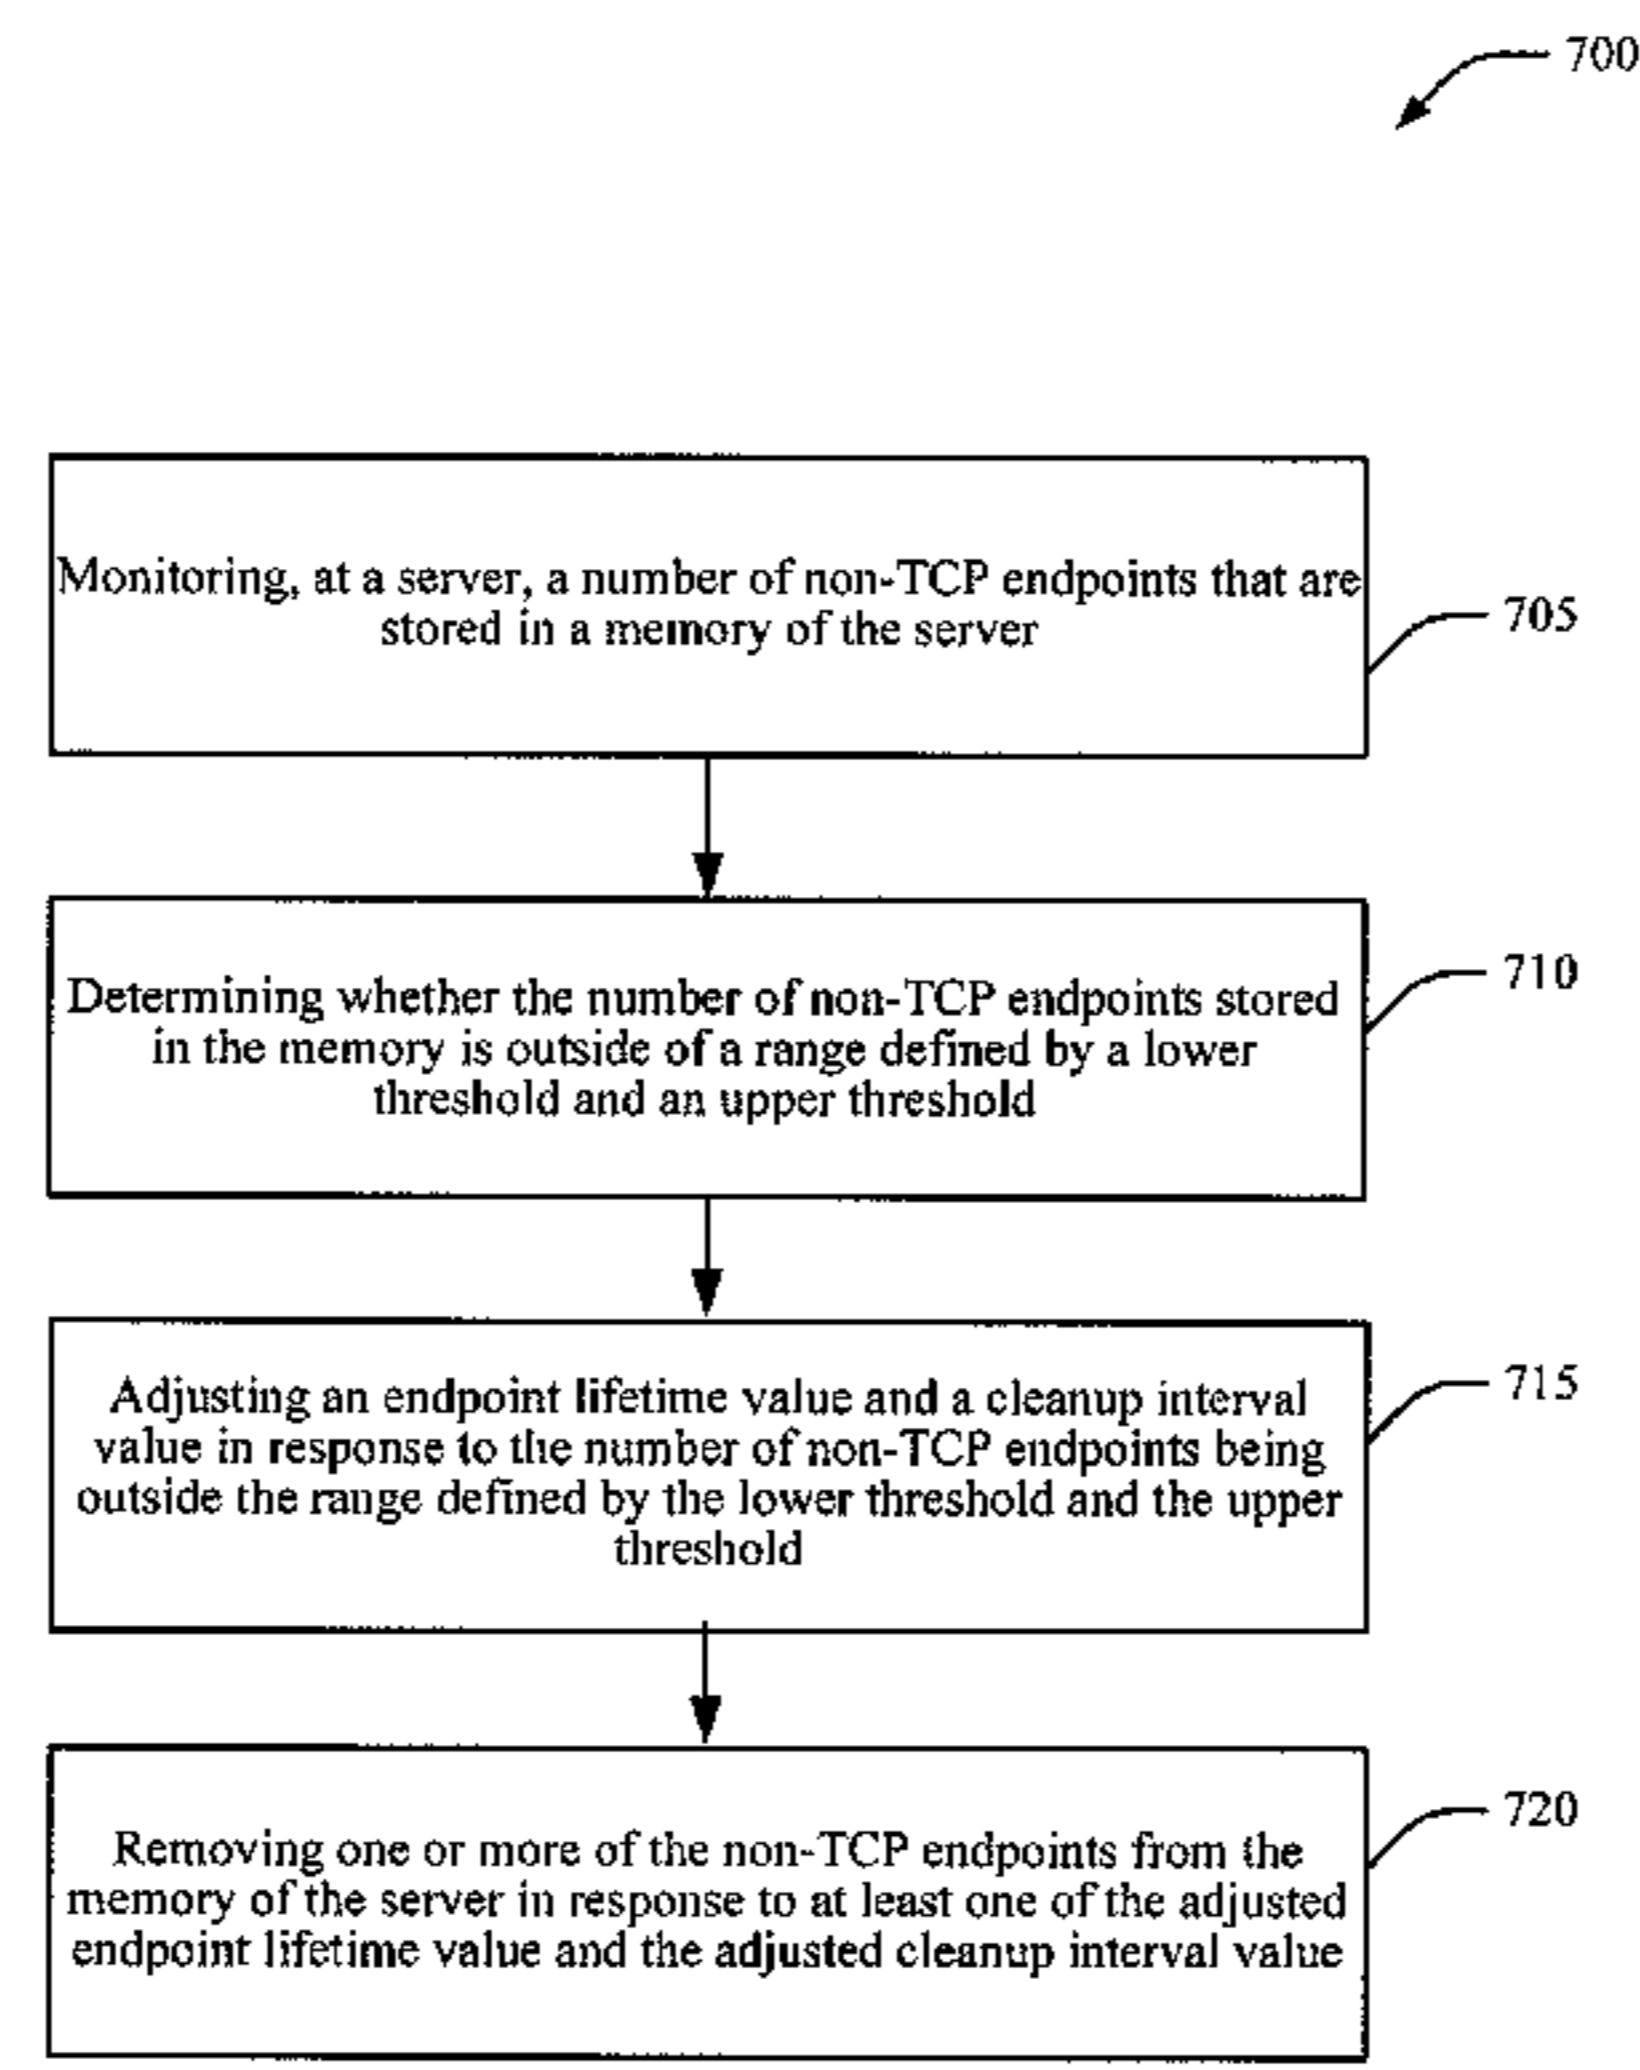 700
Monitoring, at a server, a number of non-TCP endpoints that are
stored in a memory of the server
705
Determining whether the number of non-TCP endpoints stored
in the memory is outside of a range defined by a lower
threshold and an upper threshold
710
Adjusting an endpoint lifetime value and a cleanup interval
value in response to the number of non-TCP endpoints being
outside the range defined by the lower threshold and the upper
threshold
715
Removing one or more of the non-TCP endpoints from the
memory of the server in response to at least one of the adjusted
endpoint lifetime value and the adjusted cleanup interval value
720